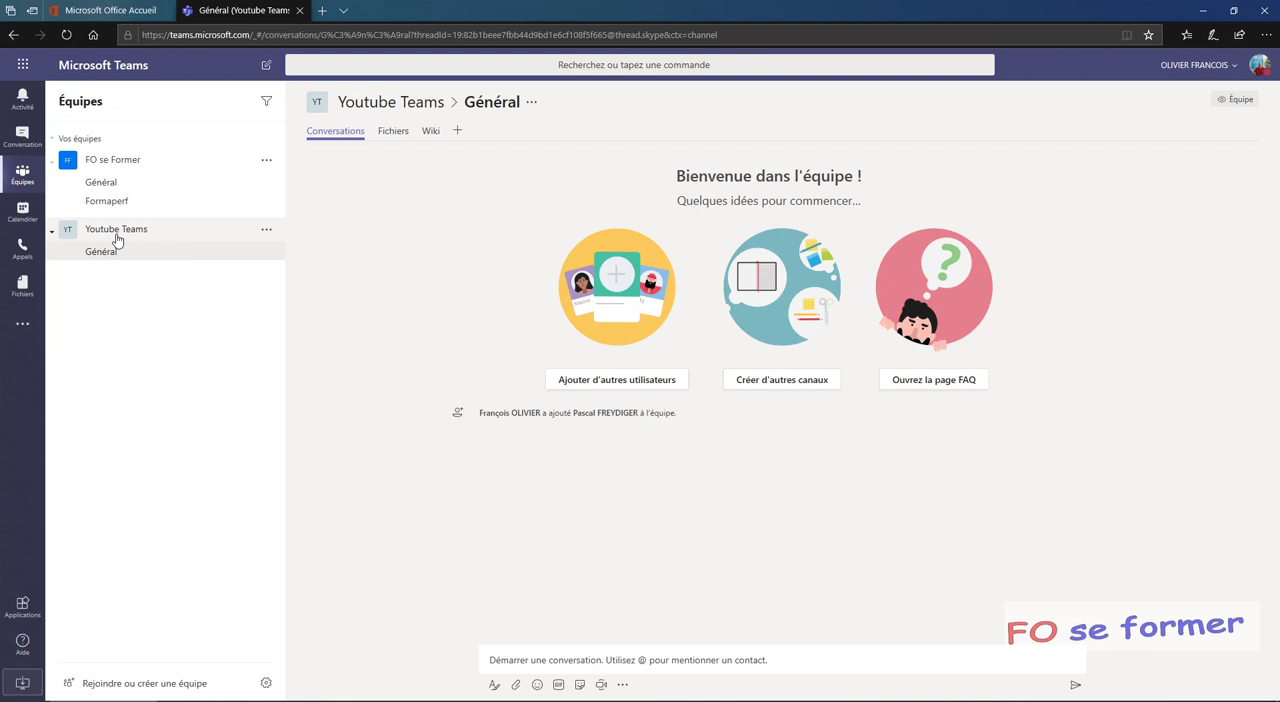 Microsoft Office Accueil
Général (Youtube Teams
https://teams.microsoft.com/_#/conversations/G%C3%A9n%C3%A9ral?threadId=19:82b1beee7fbb44d9bd1e6cf108f5f665@thread.skype&ctx=channel
Microsoft Teams
Recherchez ou tapez une commande
OLIVIER FRANCOIS
Activité
Conversation
Équipes
Calendrier
Appels
Fichiers
Applications
Aide
Équipes
Vos équipes
FF
FO se Former
Général
Formaperf
YT
Youtube Teams
Général
Rejoindre ou créer une équipe
YT
Youtube Teams > Général
Équipe
Conversations
Fichiers
Wiki
Bienvenue dans l'équipe !
Quelques idées pour commencer...
Ajouter d'autres utilisateurs
Créer d'autres canaux
Ouvrez la page FAQ
François OLIVIER a ajouté Pascal FREYDIGER à l'équipe.
FO se former
Démarrer une conversation. Utilisez @ pour mentionner un contact.
GIF